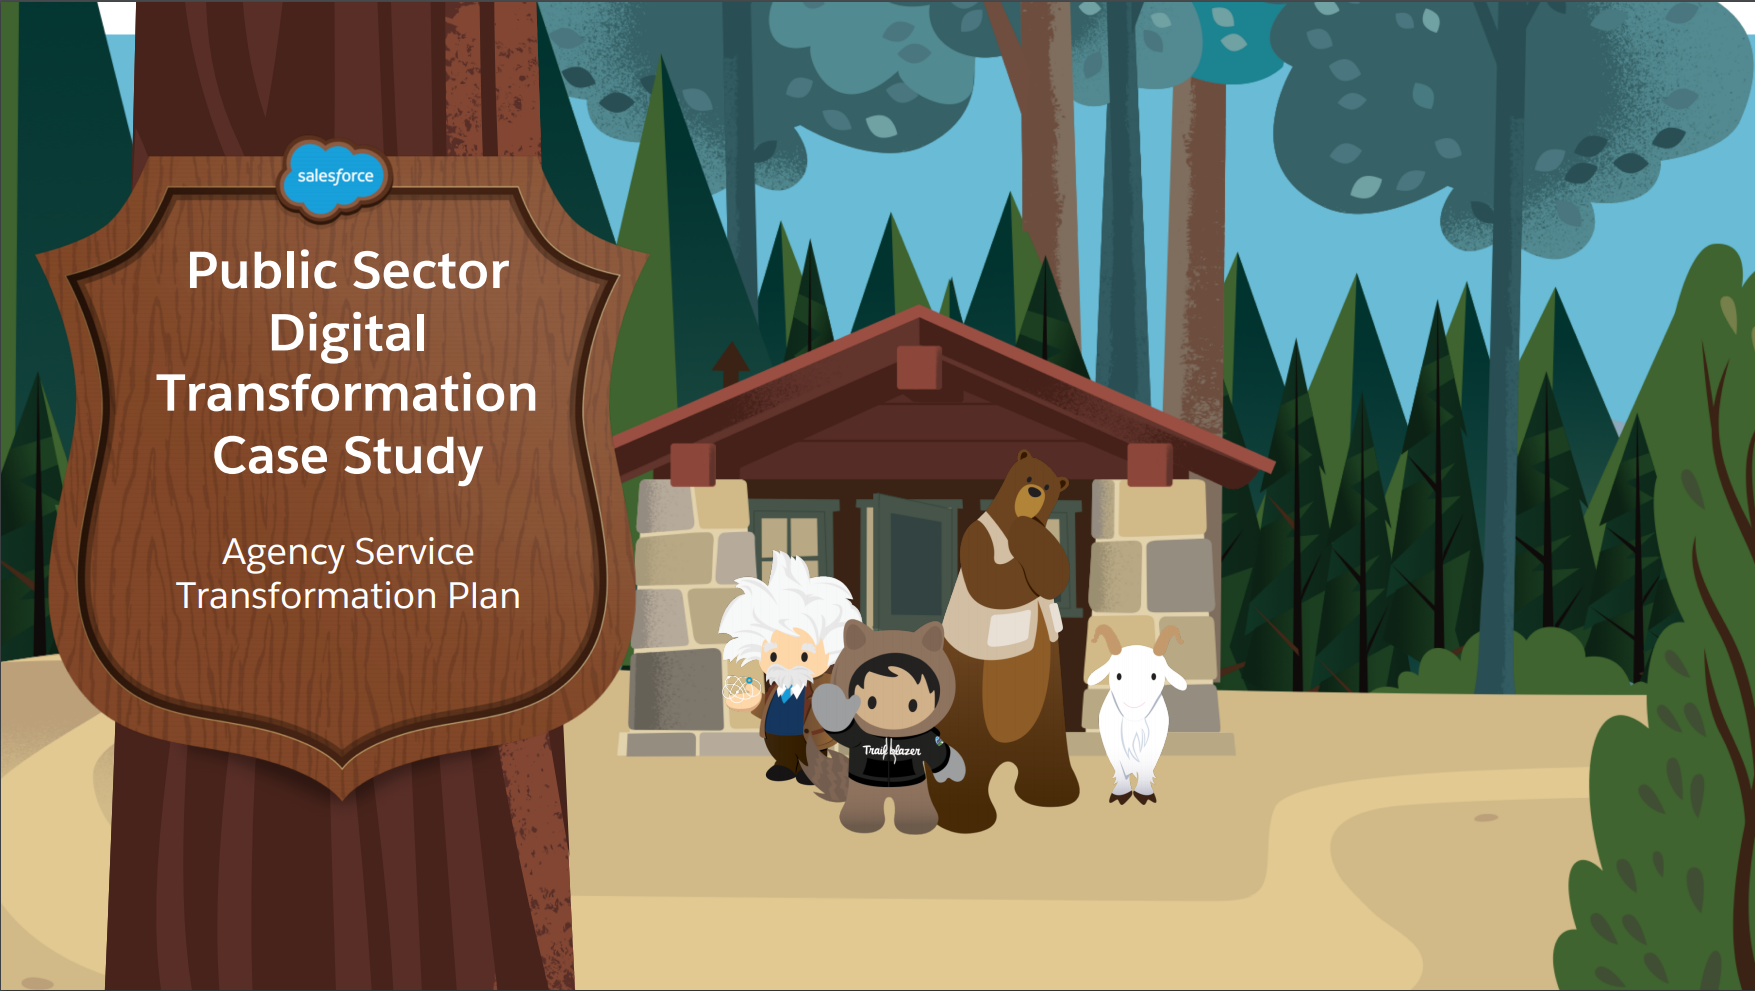 salesforce
Public Sector
Digital
Transformation
Case Study
Agency Service
Transformation Plan
Trailblazer